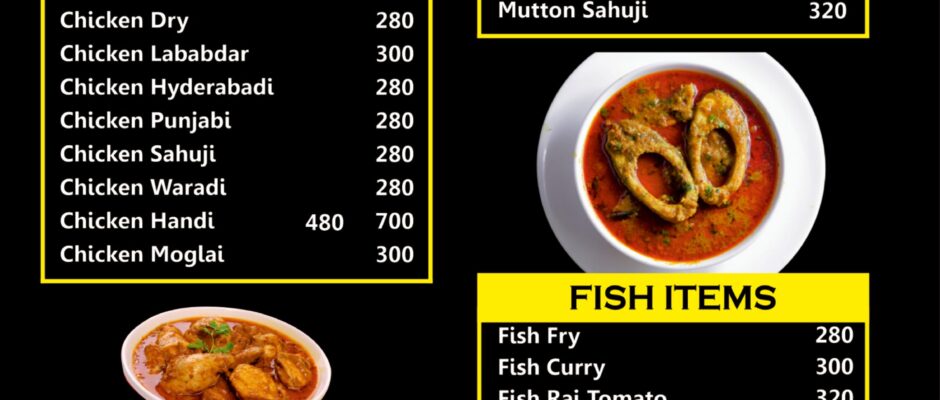 Chicken Dry 280
Chicken Lababdar 300
Chicken Hyderabadi 280
Chicken Punjabi 280
Chicken Sahuji 280
Chicken Waradi 280
Chicken Handi 480 700
Chicken Moglai 300
Mutton Sahuji 320
FISH ITEMS
Fish Fry 280
Fish Curry 300
Fish Rai Tomato 320